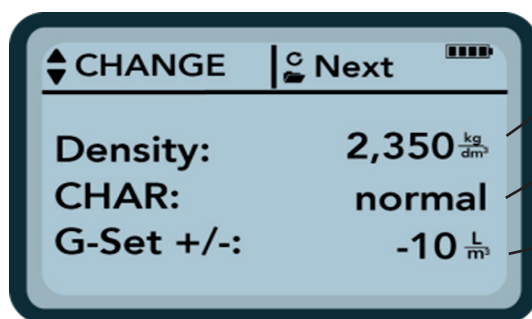 CHANGE Next
Density: 2,350 kg/dm³
CHAR: normal
G-Set +/-: -10 L/m³